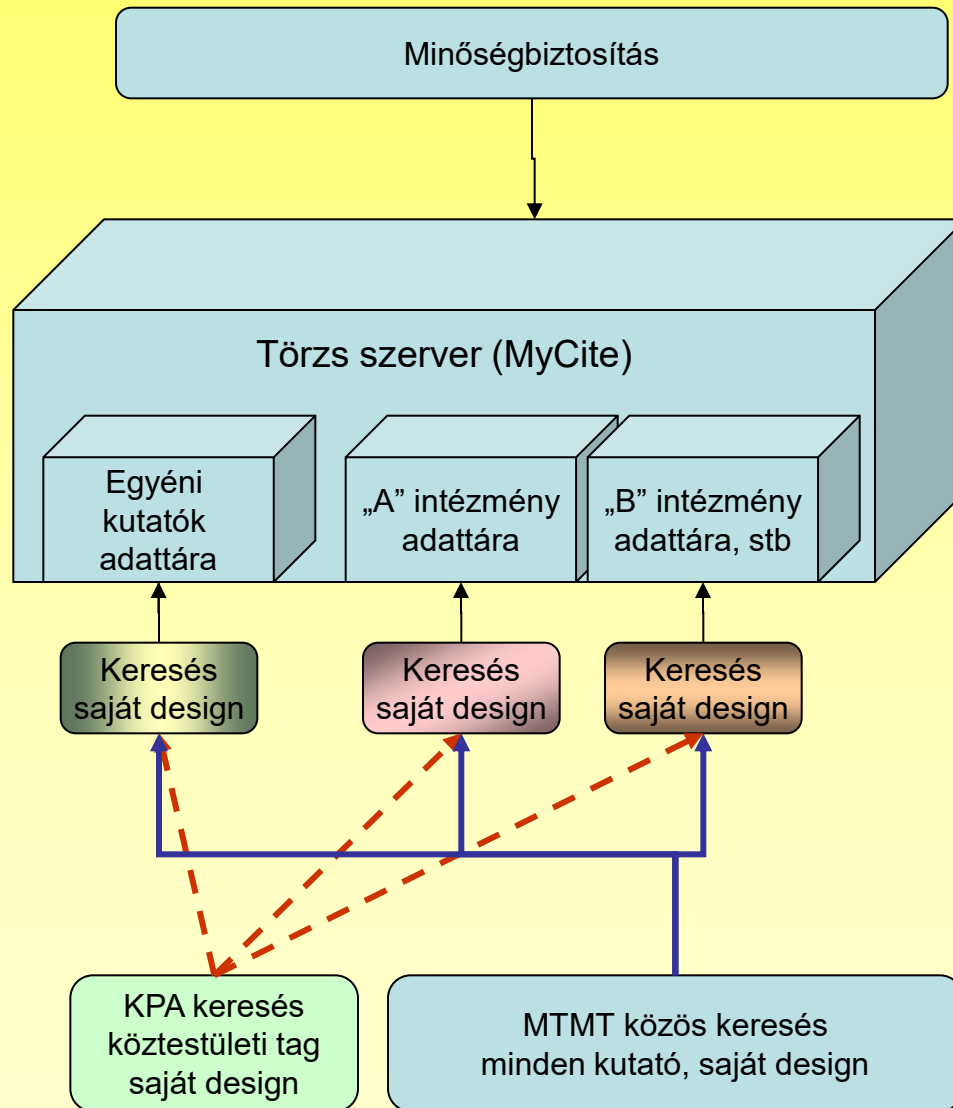 Minőségbiztosítás
Törzs szerver (MyCite)
Egyéni
kutatók
adattára
„A” intézmény
adattára
„B” intézmény
adattára, stb
Keresés
saját design
Keresés
saját design
Keresés
saját design
KPA keresés
köztestületi tag
saját design
MTMT közös keresés
minden kutató, saját design